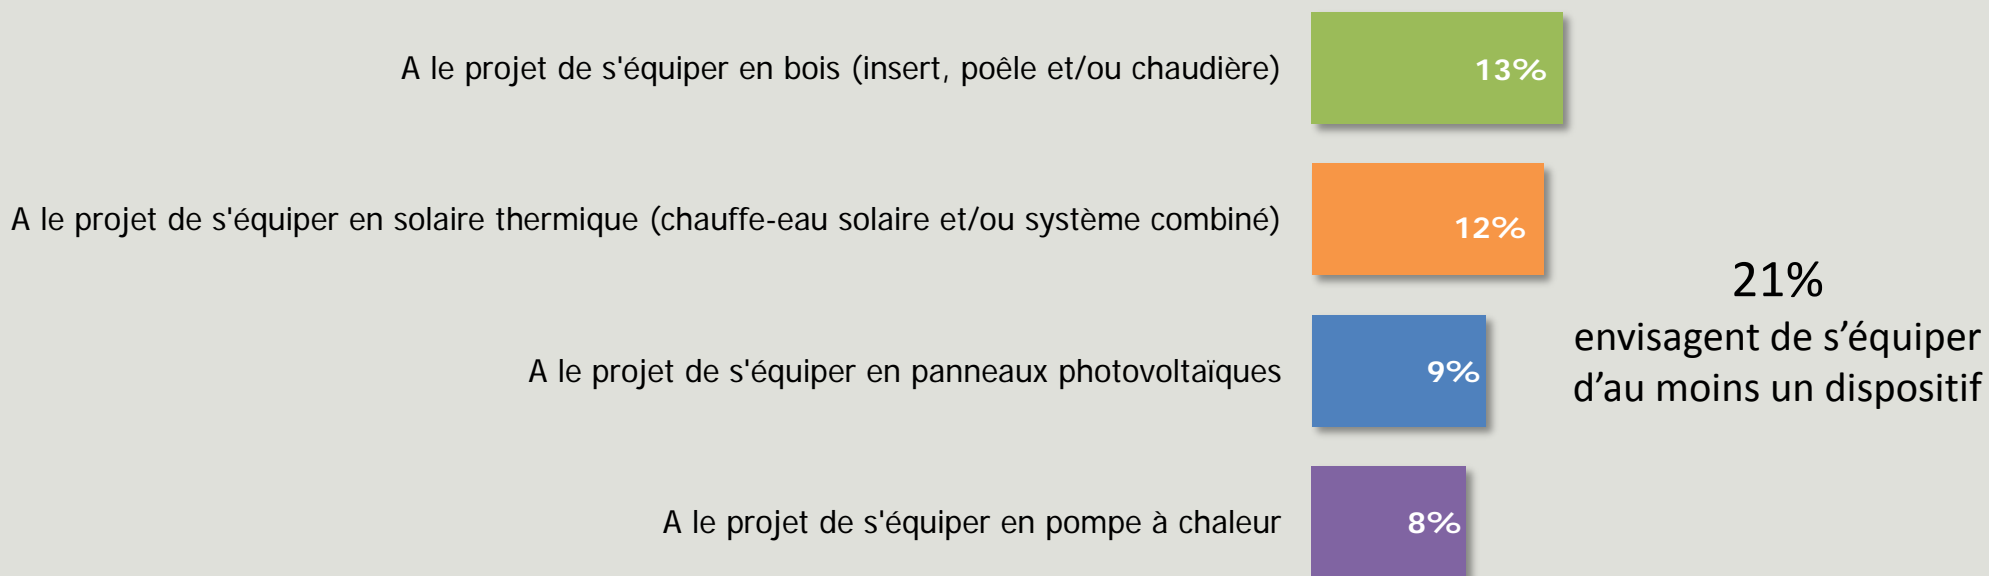 A le projet de s'équiper en bois (insert, poêle et/ou chaudière)
13%
A le projet de s'équiper en solaire thermique (chauffe-eau solaire et/ou système combiné)
12%
21%
envisagent de s’équiper
d’au moins un dispositif
A le projet de s'équiper en panneaux photovoltaïques
9%
A le projet de s'équiper en pompe à chaleur
8%